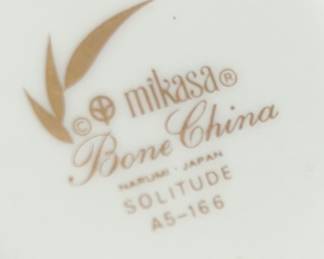 © mikasa®
Bone China
NARUMI · JAPAN
SOLITUDE
A5-166